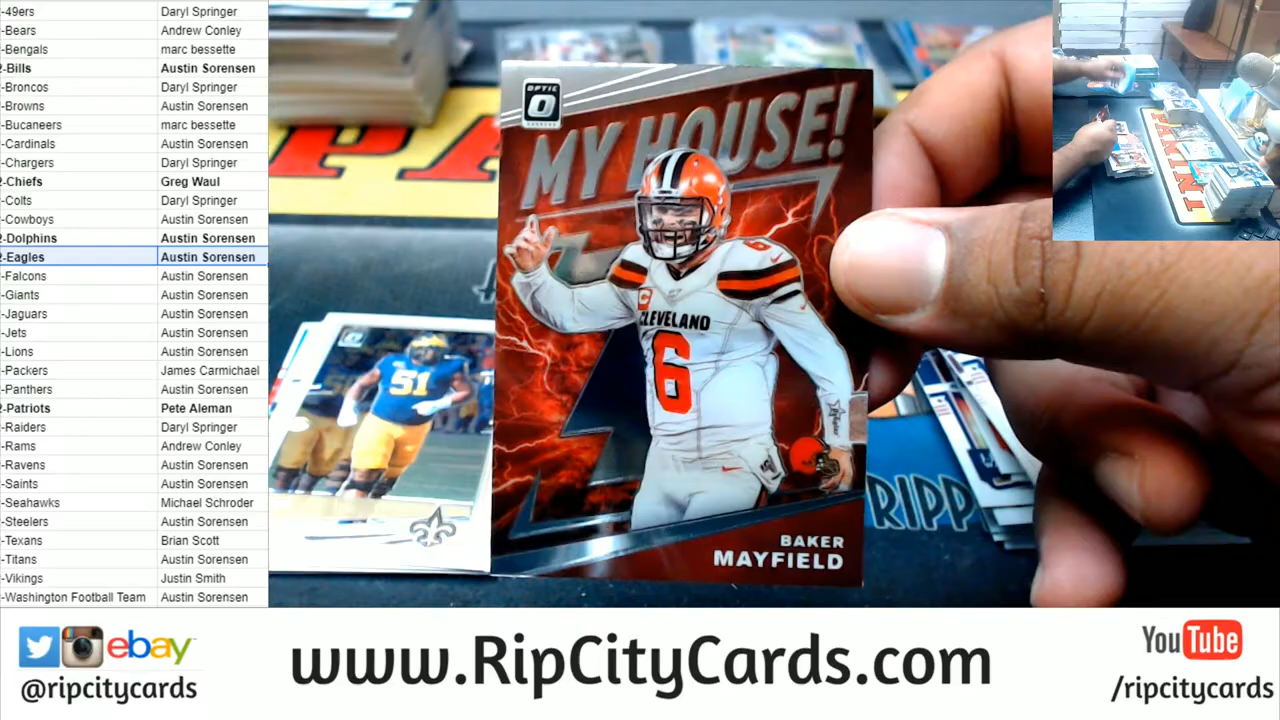 -49ers Daryl Springer
-Bears Andrew Conley
-Bengals marc bessette
-Bills Austin Sorensen
-Broncos Daryl Springer
-Browns Austin Sorensen
-Bucaneers marc bessette
-Cardinals Austin Sorensen
-Chargers Daryl Springer
-Chiefs Greg Waul
-Colts Daryl Springer
-Cowboys Austin Sorensen
-Dolphins Austin Sorensen
-Eagles Austin Sorensen
-Falcons Austin Sorensen
-Giants Austin Sorensen
-Jaguars Austin Sorensen
-Jets Austin Sorensen
-Lions Austin Sorensen
-Packers James Carmichael
-Panthers Austin Sorensen
-Patriots Pete Aleman
-Raiders Daryl Springer
-Rams Andrew Conley
-Ravens Austin Sorensen
-Saints Austin Sorensen
-Seahawks Michael Schroder
-Steelers Austin Sorensen
-Texans Brian Scott
-Titans Austin Sorensen
-Vikings Justin Smith
-Washington Football Team Austin Sorensen
OPTIC
MY HOUSE!
6
CLEVELAND
6
BAKER
MAYFIELD
51
PANINI
RIPP
ebay
@ripcitycards
www.RipCityCards.com
YouTube
/ripcitycards